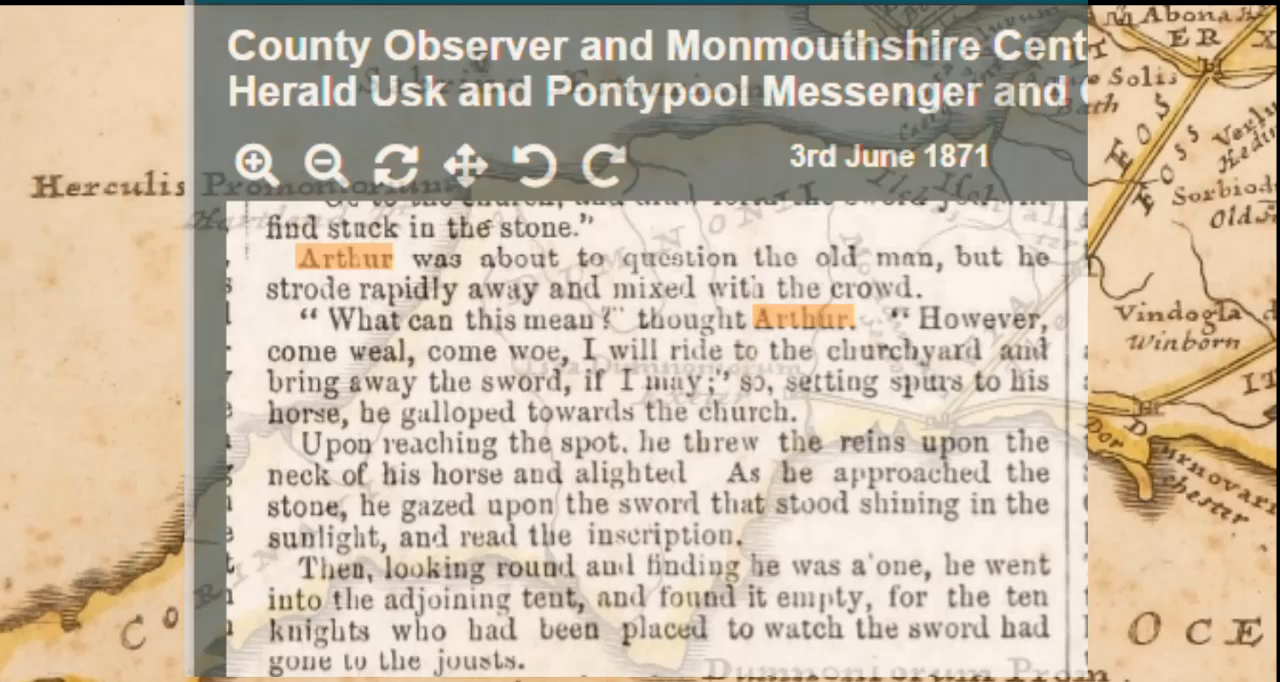 County Observer and Monmouthshire Cent
Herald Usk and Pontypool Messenger and
3rd June 1871
find stuck in the stone."
Arthur was about to question the old man, but he
strode rapidly away and mixed with the crowd.
" What can this mean?" thought Arthur. " However,
come weal, come woe, I will ride to the churchyard and
bring away the sword, if I may;" so, setting spurs to his
horse, he galloped towards the church.
Upon reaching the spot, he threw the reins upon the
neck of his horse and alighted As he approached the
stone, he gazed upon the sword that stood shining in the
sunlight, and read the inscription.
Then, looking round and finding he was a'one, he went
into the adjoining tent, and found it empty, for the ten
knights who had been placed to watch the sword had
gone to the jousts.
Herculis Promontorium
Abona
Solis
Bath
FOSS
Sorbiod
Old
Vindogla
Winborn
chester
OCE